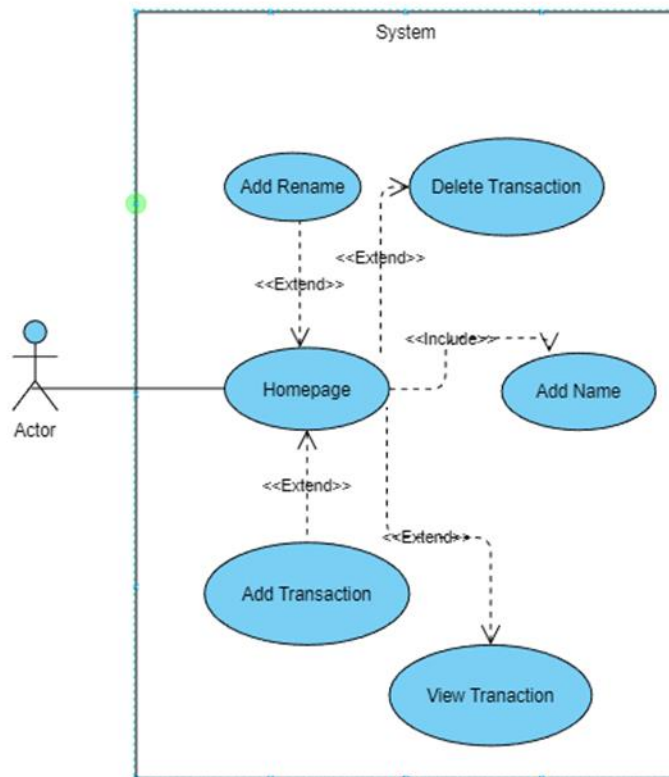 System
Add Rename
Delete Transaction
<<Extend>>
<<Extend>>
<<Include>>
Homepage
Add Name
Actor
<<Extend>>
<<Extend>>
Add Transaction
View Tranaction